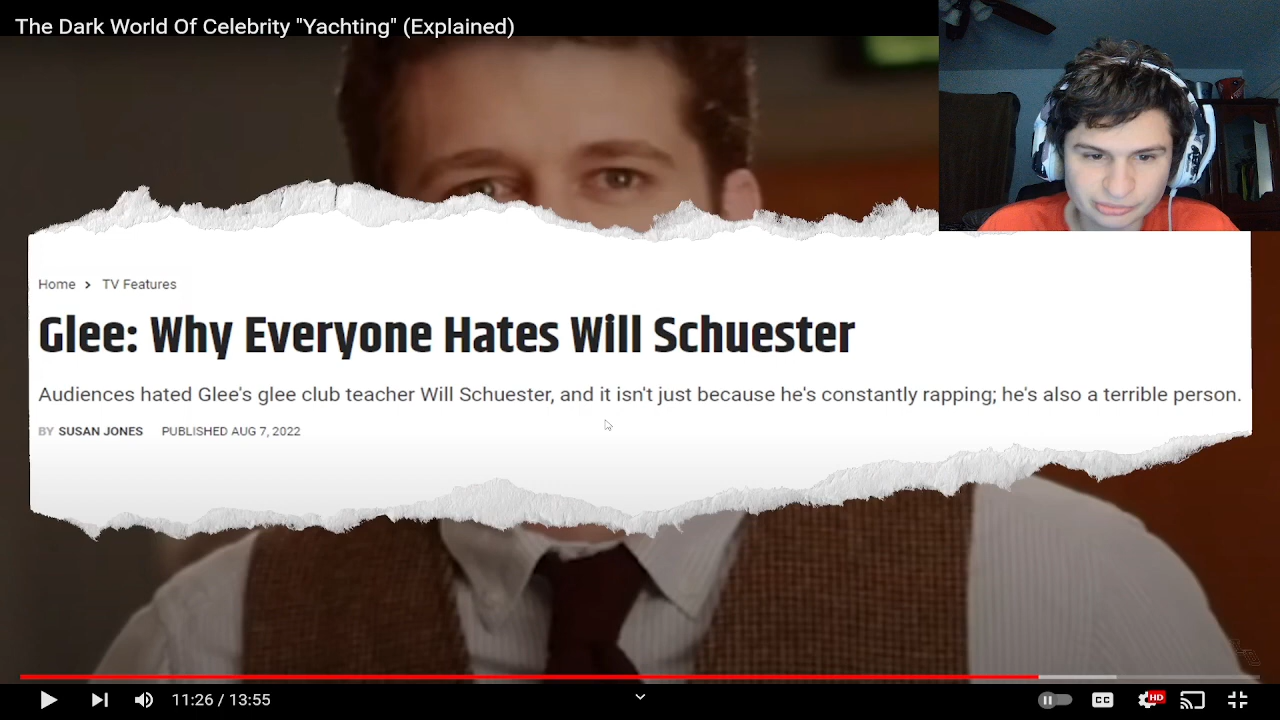 The Dark World Of Celebrity "Yachting" (Explained)
Home > TV Features
Glee: Why Everyone Hates Will Schuester
Audiences hated Glee's glee club teacher Will Schuester, and it isn't just because he's constantly rapping; he's also a terrible person.
BY SUSAN JONES PUBLISHED AUG 7, 2022
11:26 / 13:55
CC
HD